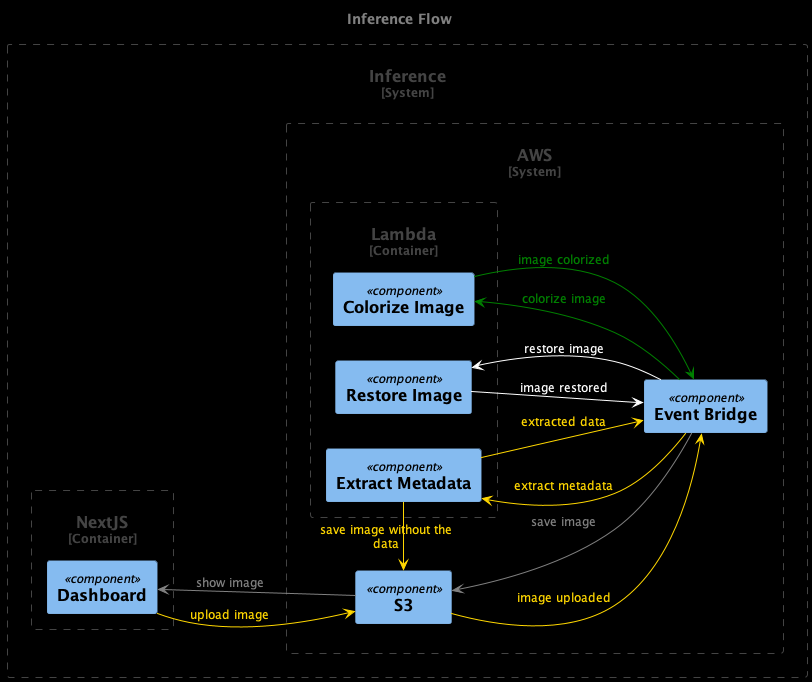 Inference Flow
Inference
[System]
AWS
[System]
Lambda
[Container]
image colorized
«component»
Colorize Image
colorize image
restore image
«component»
Restore Image
image restored
«component»
Event Bridge
extracted data
«component»
Extract Metadata
extract metadata
NextJS
[Container]
save image without the
data
save image
«component»
Dashboard
show image
«component»
S3
upload image
image uploaded